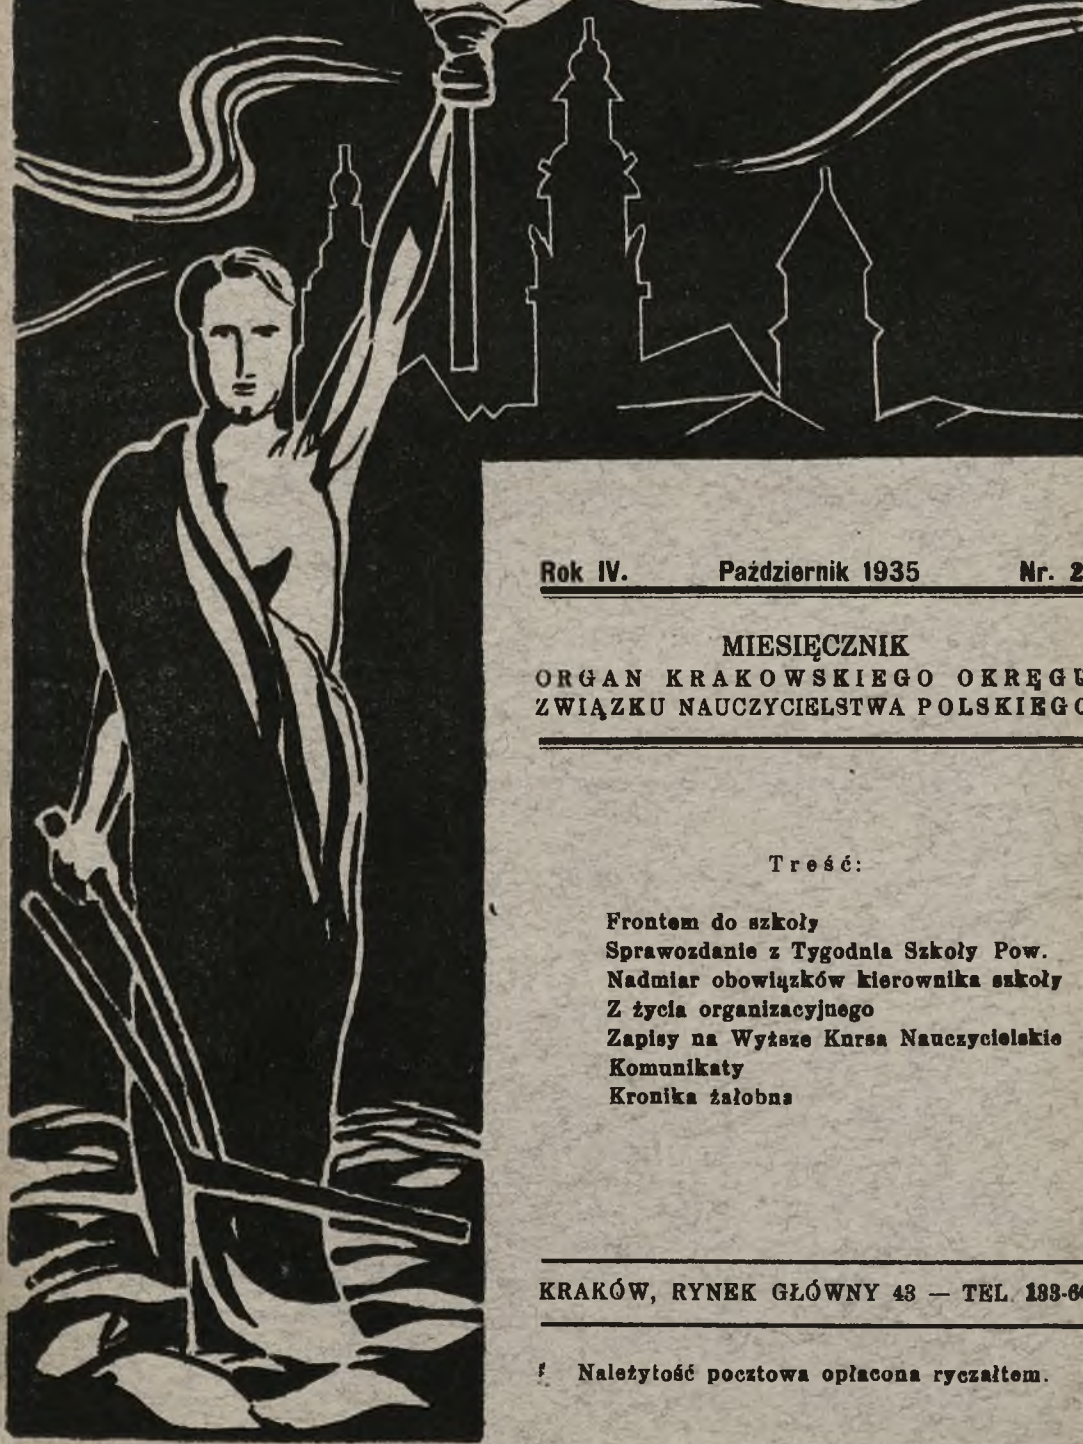 Rok IV. Październik 1935 Nr. 2
MIESIĘCZNIK
ORGAN KRAKOWSKIEGO OKRĘGU
ZWIĄZKU NAUCZYCIELSTWA POLSKIEGO
Treść:
Frontem do szkoły
Sprawozdanie z Tygodnia Szkoły Pow.
Nadmiar obowiązków kierownika szkoły
Z życia organizacyjnego
Zapisy na Wyższe Kursa Nauczycielskie
Komunikaty
Kronika żałobna
KRAKÓW, RYNEK GŁÓWNY 43 — TEL. 133-60
Należytość pocztowa opłacona ryczałtem.